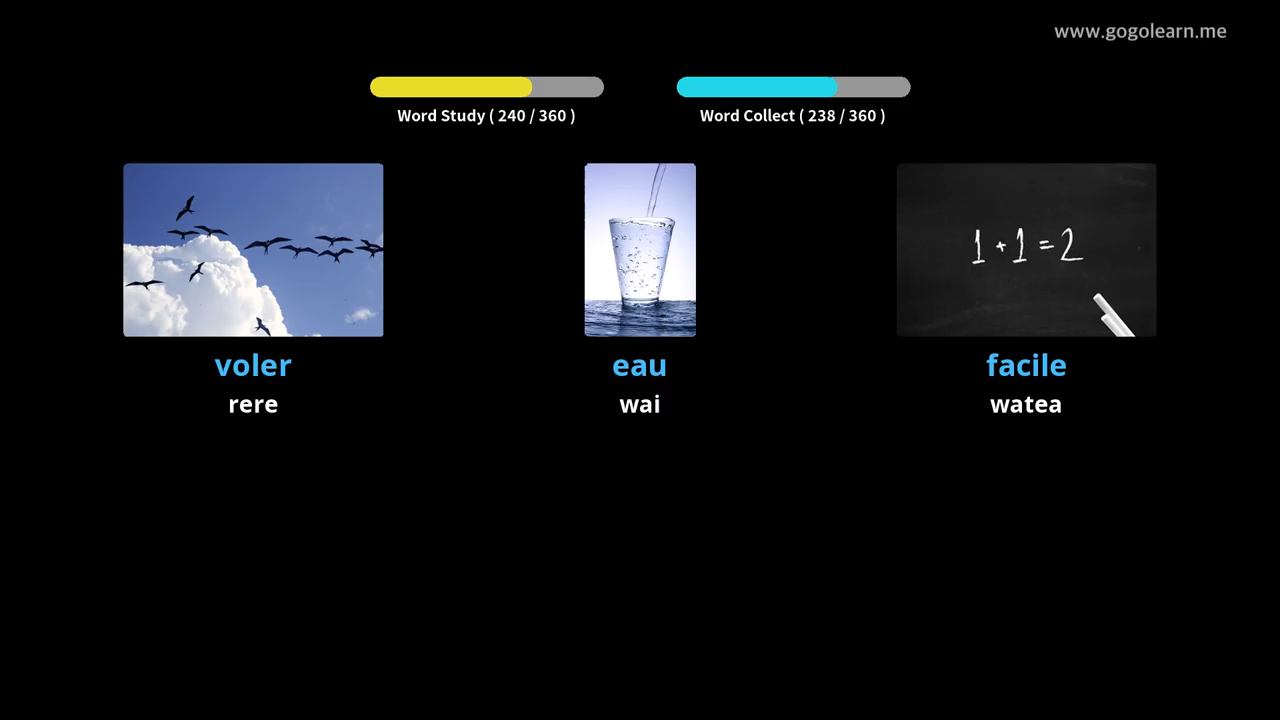 www.gogolearn.me
Word Study ( 240 / 360 )
Word Collect ( 238 / 360 )
1 + 1 = 2
voler
eau
facile
rere
wai
watea